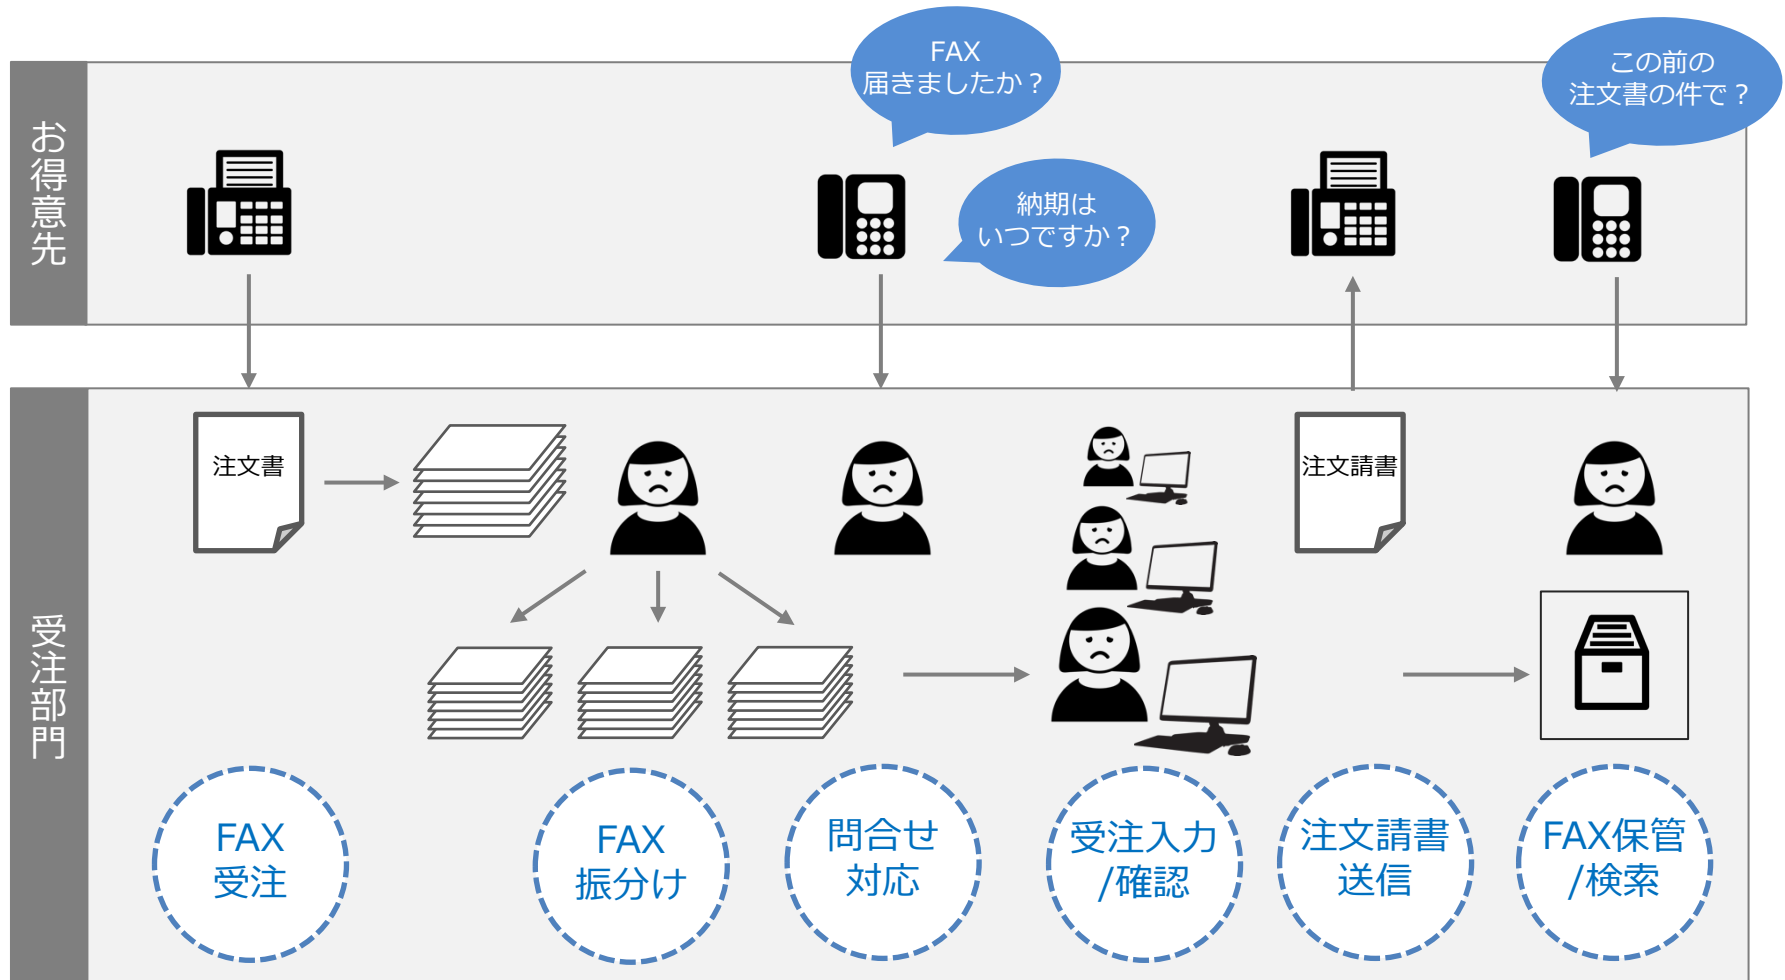 お得意先
FAX
届きましたか？
納期は
いつですか？
この前の
注文書の件で？
受注部門
注文書
注文請書
FAX
受注
FAX
振分け
問合せ
対応
受注入力
/確認
注文請書
送信
FAX保管
/検索